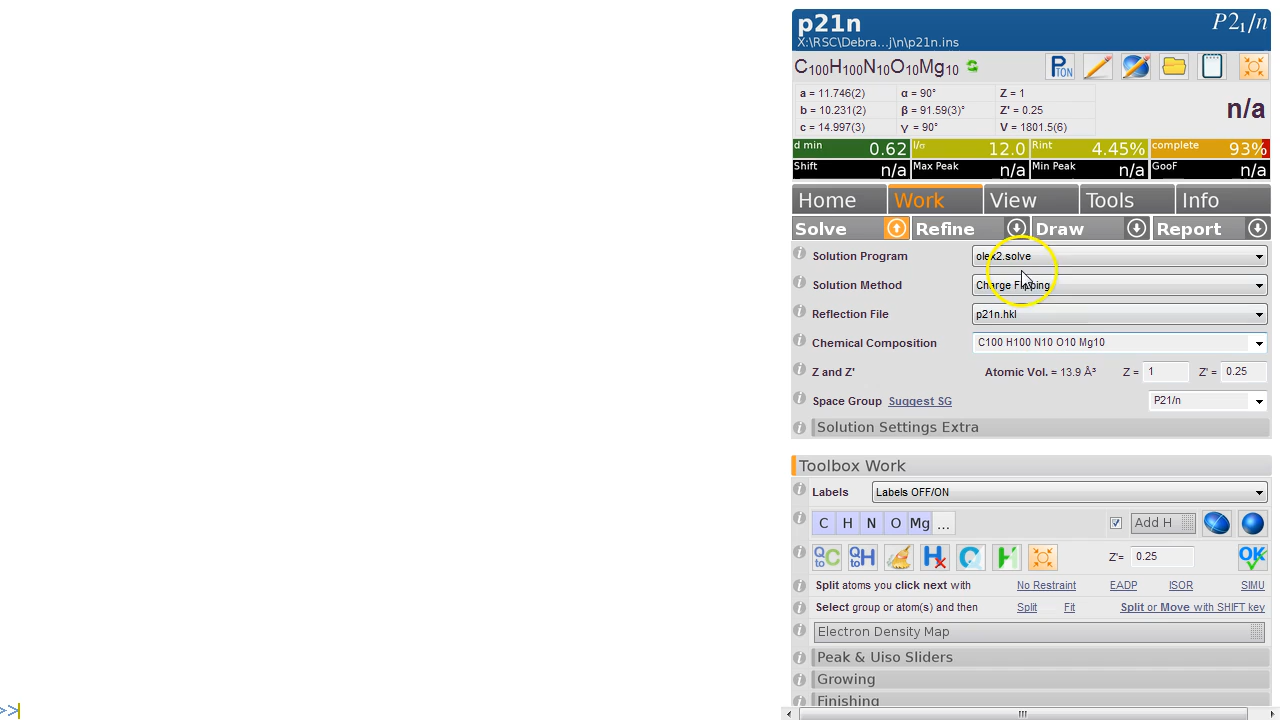 p21n
P2₁/n
X:\RSC\Debra...j\n\p21n.ins
C₁₀₀H₁₀₀N₁₀O₁₀Mg₁₀
PTON
a = 11.746(2) α = 90° Z = 1
b = 10.231(2) β = 91.59(3)° Z' = 0.25
c = 14.997(3) γ = 90° V = 1801.5(6)
n/a
d min 0.62 I/σ 12.0 Rint 4.45% complete 93%
Shift n/a Max Peak n/a Min Peak n/a GooF n/a
Home Work View Tools Info
Solve Refine Draw Report
Solution Program olex2.solve
Solution Method Charge Flipping
Reflection File p21n.hkl
Chemical Composition C100 H100 N10 O10 Mg10
Z and Z' Atomic Vol. = 13.9 Å³ Z = 1 Z' = 0.25
Space Group Suggest SG P21/n
Solution Settings Extra
Toolbox Work
Labels Labels OFF/ON
C H N O Mg ... Add H
Q to C Q to H H Z'= 0.25 OK
Split atoms you click next with No Restraint EADP ISOR SIMU
Select group or atom(s) and then Split Fit Split or Move with SHIFT key
Electron Density Map
Peak & Uiso Sliders
Growing
Finishing
>>